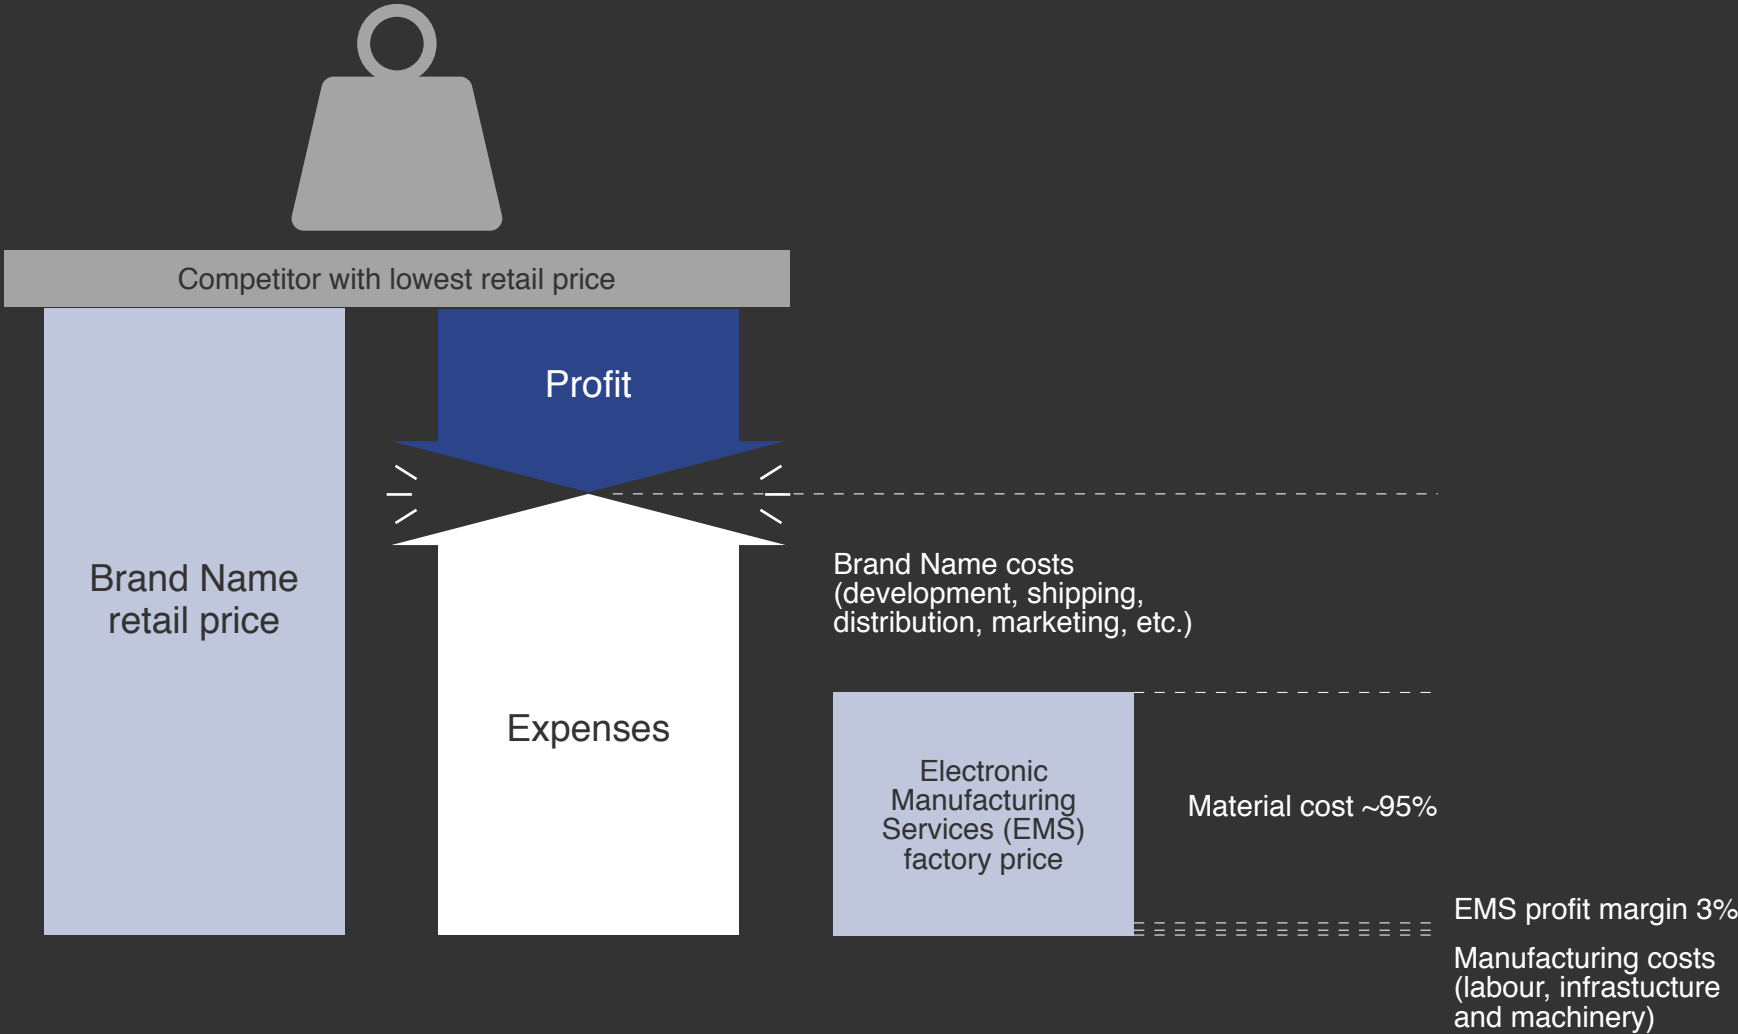 Competitor with lowest retail price
Profit
Brand Name
retail price
Expenses
Brand Name costs
(development, shipping,
distribution, marketing, etc.)
Electronic
Manufacturing
Services (EMS)
factory price
Material cost ~95%
EMS profit margin 3%
Manufacturing costs
(labour, infrastucture
and machinery)